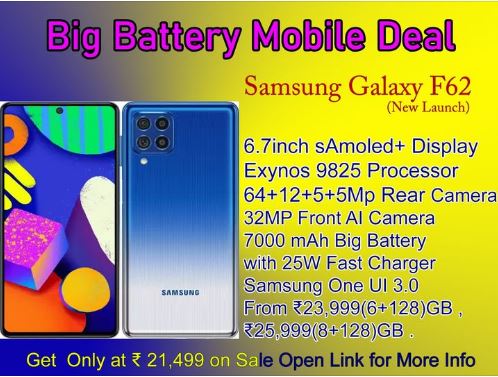 Big Battery Mobile Deal
Samsung Galaxy F62
(New Launch)
6.7inch sAmoled+ Display
Exynos 9825 Processor
64+12+5+5Mp Rear Camera
32MP Front AI Camera
7000 mAh Big Battery
with 25W Fast Charger
Samsung One UI 3.0
From ₹23,999(6+128)GB ,
₹25,999(8+128)GB .
SAMSUNG
Get Only at ₹ 21,499 on Sale Open Link for More Info